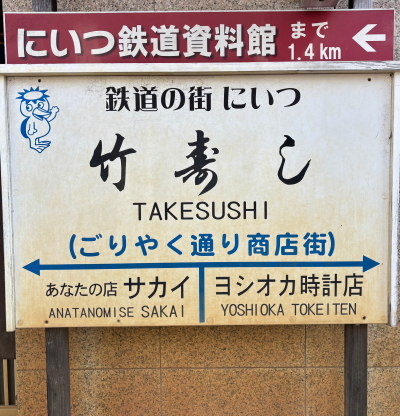 にいつ鉄道資料館 まで 1.4km ←
鉄道の街 にいつ
竹寿し
TAKESUSHI
(ごりやく通り商店街)
あなたの店 サカイ ヨシオカ時計店
ANATANOMISE SAKAI YOSHIOKA TOKEITEN